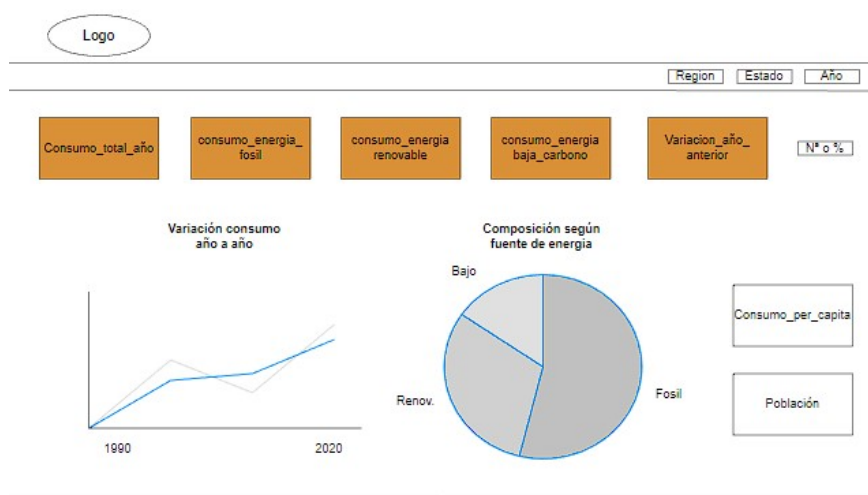 Logo
Region
Estado
Año
Consumo_total_año
consumo_energia_
fosil
consumo_energia
renovable
consumo_energia
baja_carbono
Variacion_año_
anterior
Nª o %
Variación consumo
año a año
Composición según
fuente de energia
Bajo
Renov.
Fosil
Consumo_per_capita
Población
1990
2020